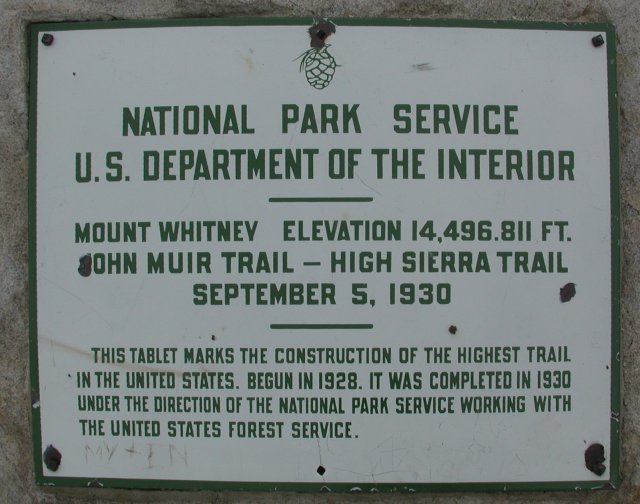 NATIONAL PARK SERVICE
U.S. DEPARTMENT OF THE INTERIOR
MOUNT WHITNEY ELEVATION 14,496.811 FT.
JOHN MUIR TRAIL – HIGH SIERRA TRAIL
SEPTEMBER 5, 1930
THIS TABLET MARKS THE CONSTRUCTION OF THE HIGHEST TRAIL
IN THE UNITED STATES. BEGUN IN 1928. IT WAS COMPLETED IN 1930
UNDER THE DIRECTION OF THE NATIONAL PARK SERVICE WORKING WITH
THE UNITED STATES FOREST SERVICE.